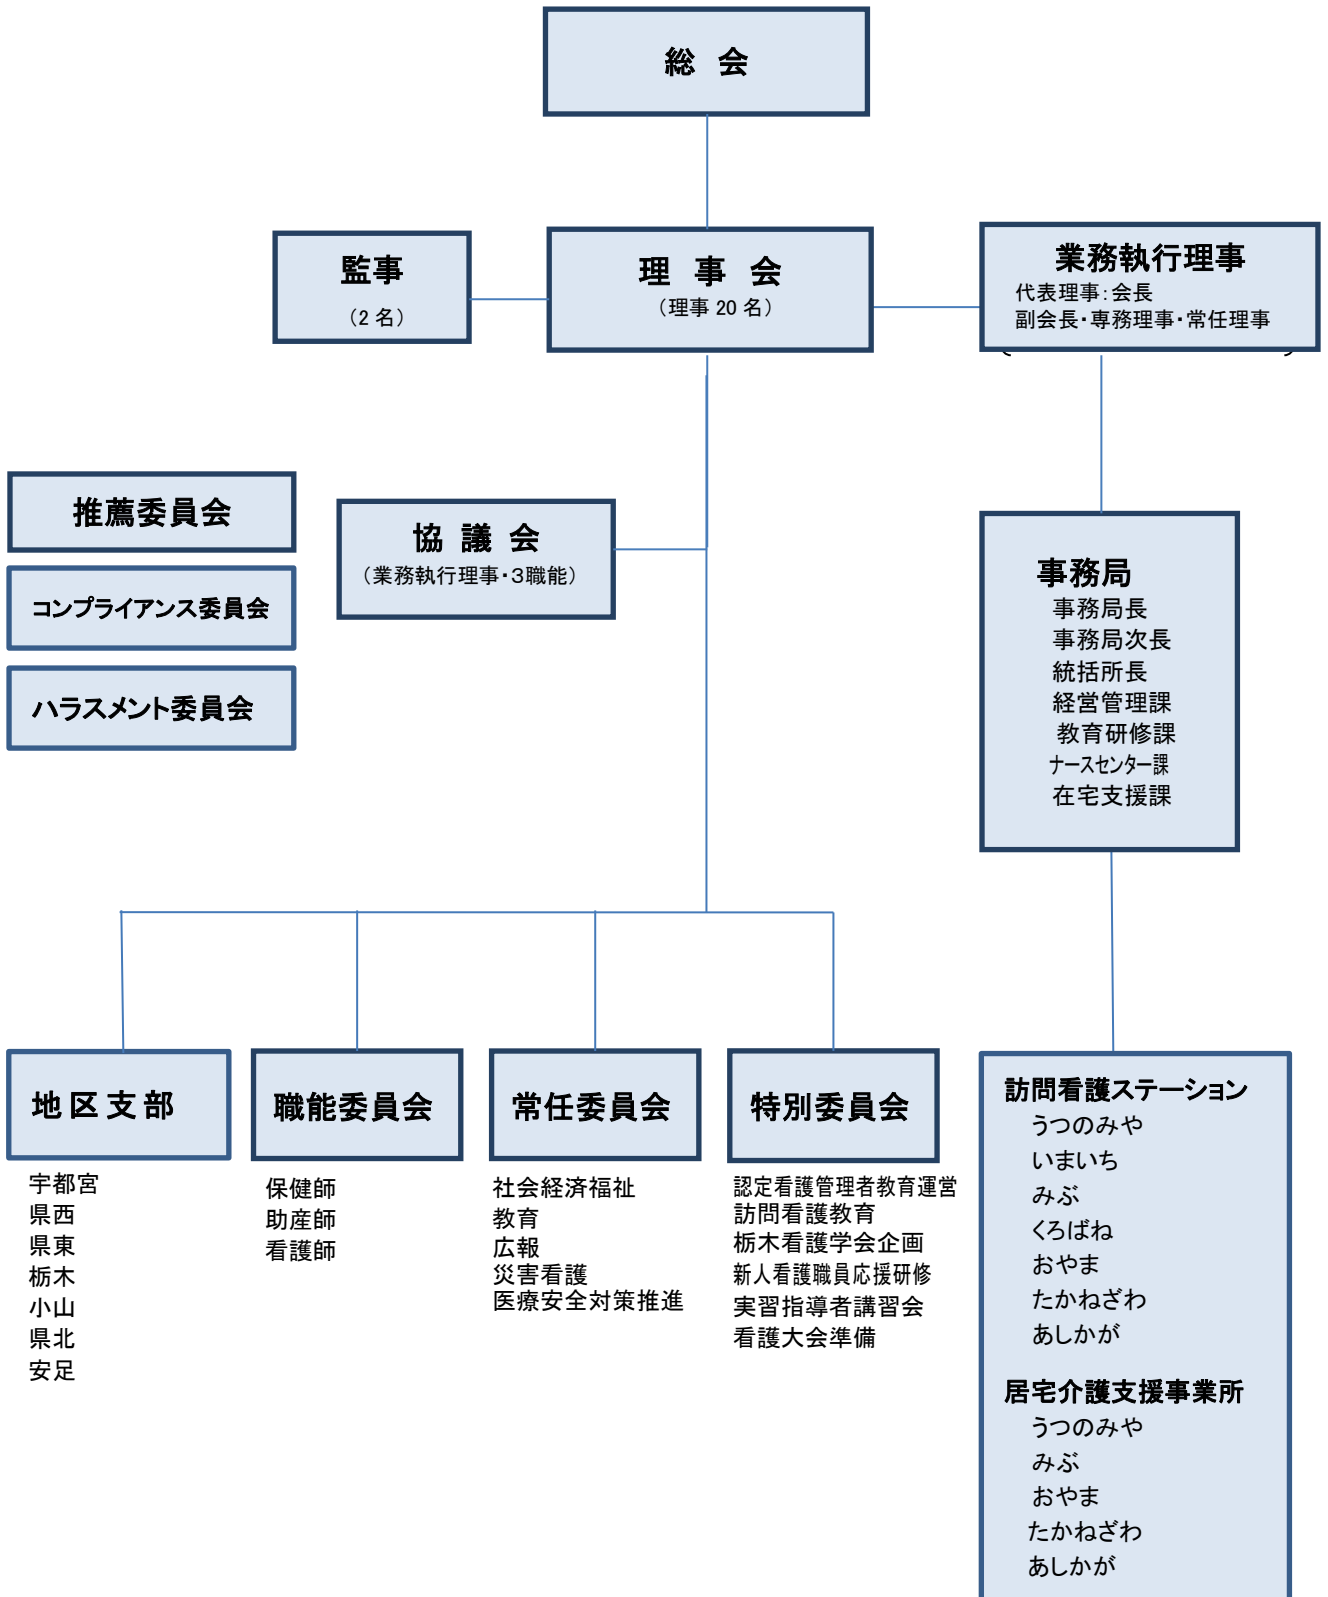 総 会
監事
（2 名）
理 事 会
（理事 20 名）
業務執行理事
代表理事：会長
副会長・専務理事・常任理事
推薦委員会
コンプライアンス委員会
ハラスメント委員会
協 議 会
（業務執行理事・3職能）
事務局
事務局長
事務局次長
統括所長
経営管理課
教育研修課
ナースセンター課
在宅支援課
地区支部
宇都宮
県西
県東
栃木
小山
県北
安足
職能委員会
保健師
助産師
看護師
常任委員会
社会経済福祉
教育
広報
災害看護
医療安全対策推進
特別委員会
認定看護管理者教育運営
訪問看護教育
栃木看護学会企画
新人看護職員応援研修
実習指導者講習会
看護大会準備
訪問看護ステーション
うつのみや
いまいち
みぶ
くろばね
おやま
たかねざわ
あしかが
居宅介護支援事業所
うつのみや
みぶ
おやま
たかねざわ
あしかが